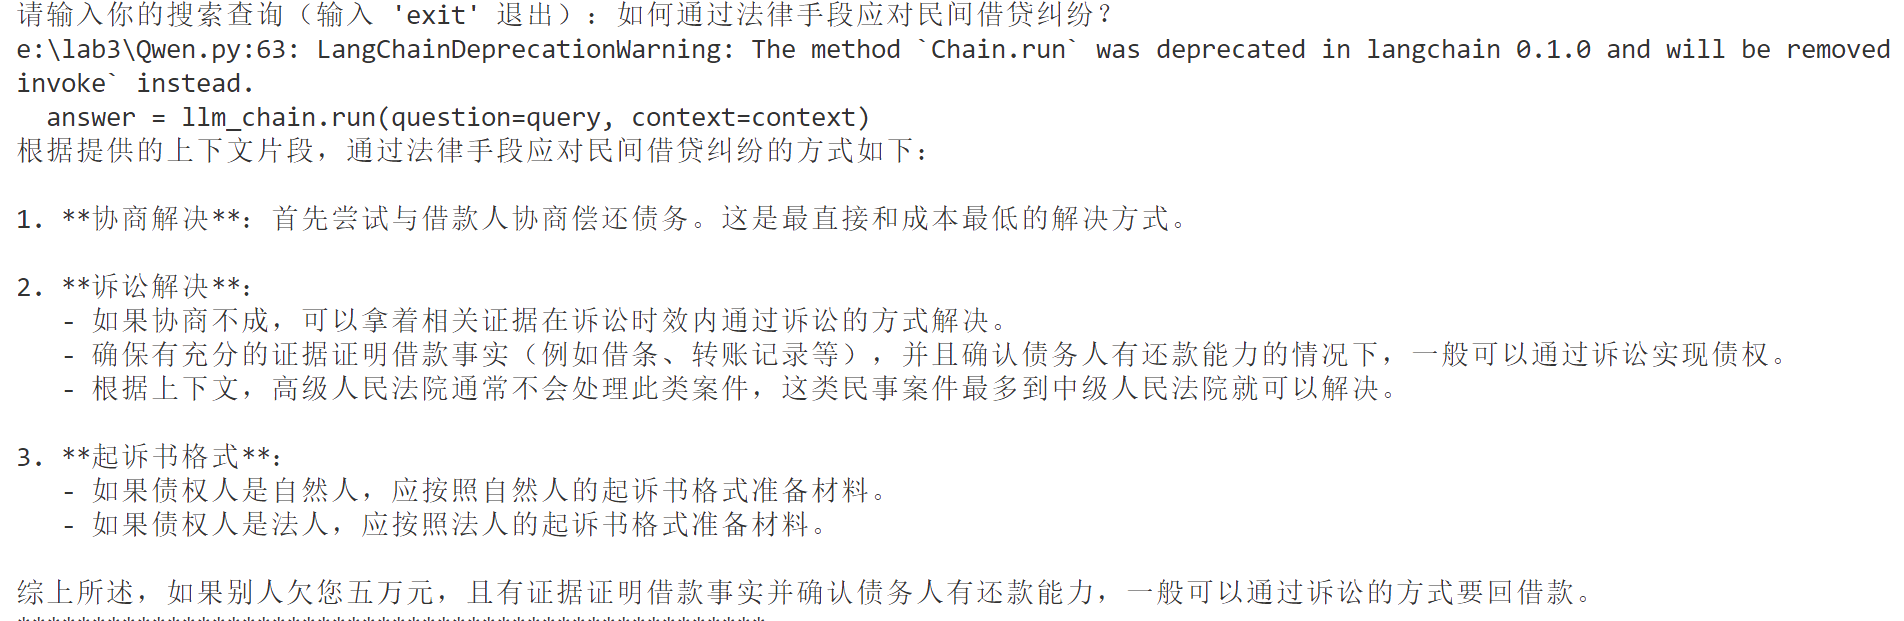 请输入你的搜索查询（输入 'exit' 退出）：如何通过法律手段应对民间借贷纠纷？
e:\lab3\Qwen.py:63: LangChainDeprecationWarning: The method `Chain.run` was deprecated in langchain 0.1.0 and will be removed
invoke` instead.
  answer = llm_chain.run(question=query, context=context)
根据提供的上下文片段，通过法律手段应对民间借贷纠纷的方式如下：

1. **协商解决**：首先尝试与借款人协商偿还债务。这是最直接和成本最低的解决方式。

2. **诉讼解决**：
   - 如果协商不成，可以拿着相关证据在诉讼时效内通过诉讼的方式解决。
   - 确保有充分的证据证明借款事实（例如借条、转账记录等），并且确认债务人有还款能力的情况下，一般可以通过诉讼实现债权。
   - 根据上下文，高级人民法院通常不会处理此类案件，这类民事案件最多到中级人民法院就可以解决。

3. **起诉书格式**：
   - 如果债权人是自然人，应按照自然人的起诉书格式准备材料。
   - 如果债权人是法人，应按照法人的起诉书格式准备材料。

综上所述，如果别人欠您五万元，且有证据证明借款事实并确认债务人有还款能力，一般可以通过诉讼的方式要回借款。
**************************************************